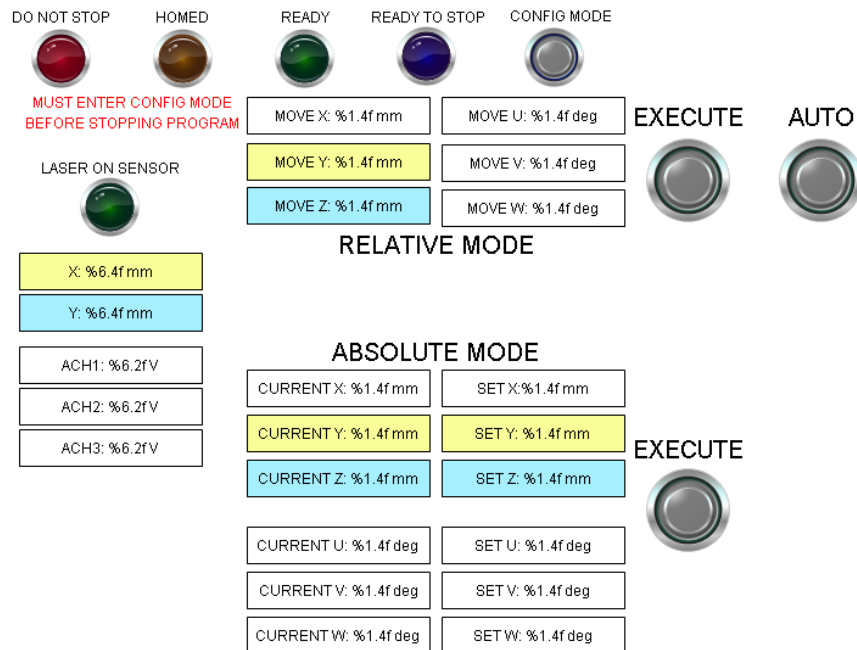 DO NOT STOP
HOMED
READY
READY TO STOP
CONFIG MODE
MUST ENTER CONFIG MODE
BEFORE STOPPING PROGRAM
MOVE X: %1.4f mm
MOVE U: %1.4f deg
EXECUTE
AUTO
MOVE Y: %1.4f mm
MOVE V: %1.4f deg
LASER ON SENSOR
MOVE Z: %1.4f mm
MOVE W: %1.4f deg
RELATIVE MODE
X: %6.4f mm
Y: %6.4f mm
ACH1: %6.2f V
ACH2: %6.2f V
ACH3: %6.2f V
ABSOLUTE MODE
CURRENT X: %1.4f mm
SET X:%1.4f mm
CURRENT Y: %1.4f mm
SET Y: %1.4f mm
EXECUTE
CURRENT Z: %1.4f mm
SET Z: %1.4f mm
CURRENT U: %1.4f deg
SET U: %1.4f deg
CURRENT V: %1.4f deg
SET V: %1.4f deg
CURRENT W: %1.4f deg
SET W: %1.4f deg